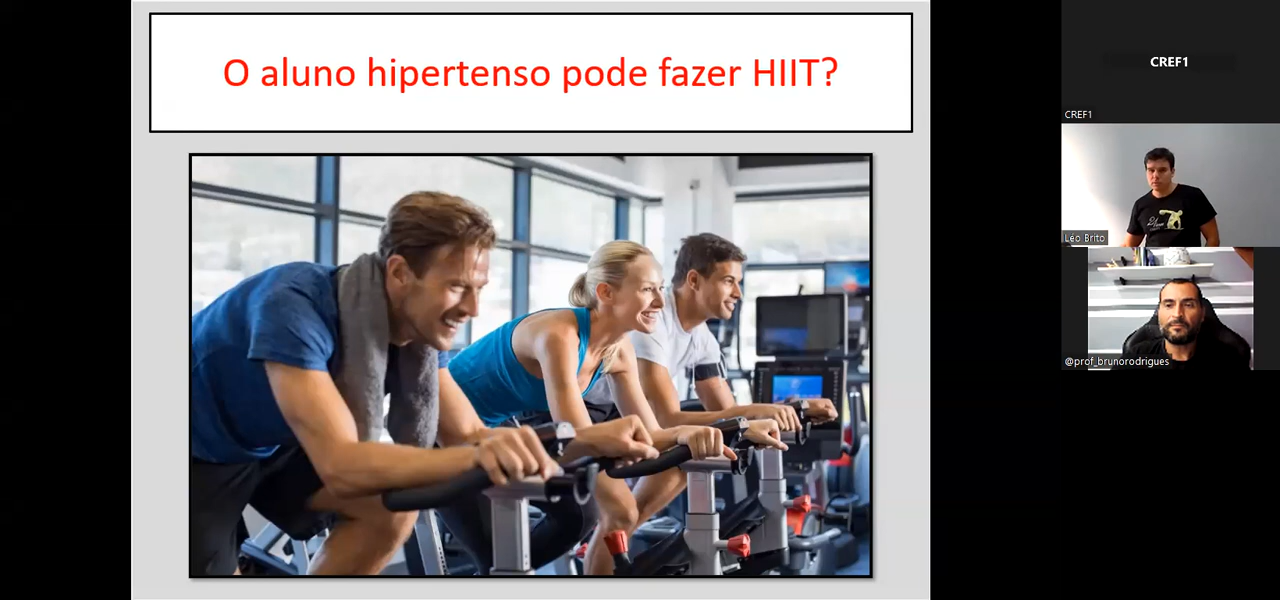 O aluno hipertenso pode fazer HIIT?
CREF1
CREF1
Léo Brito
@prof_brunorodrigues